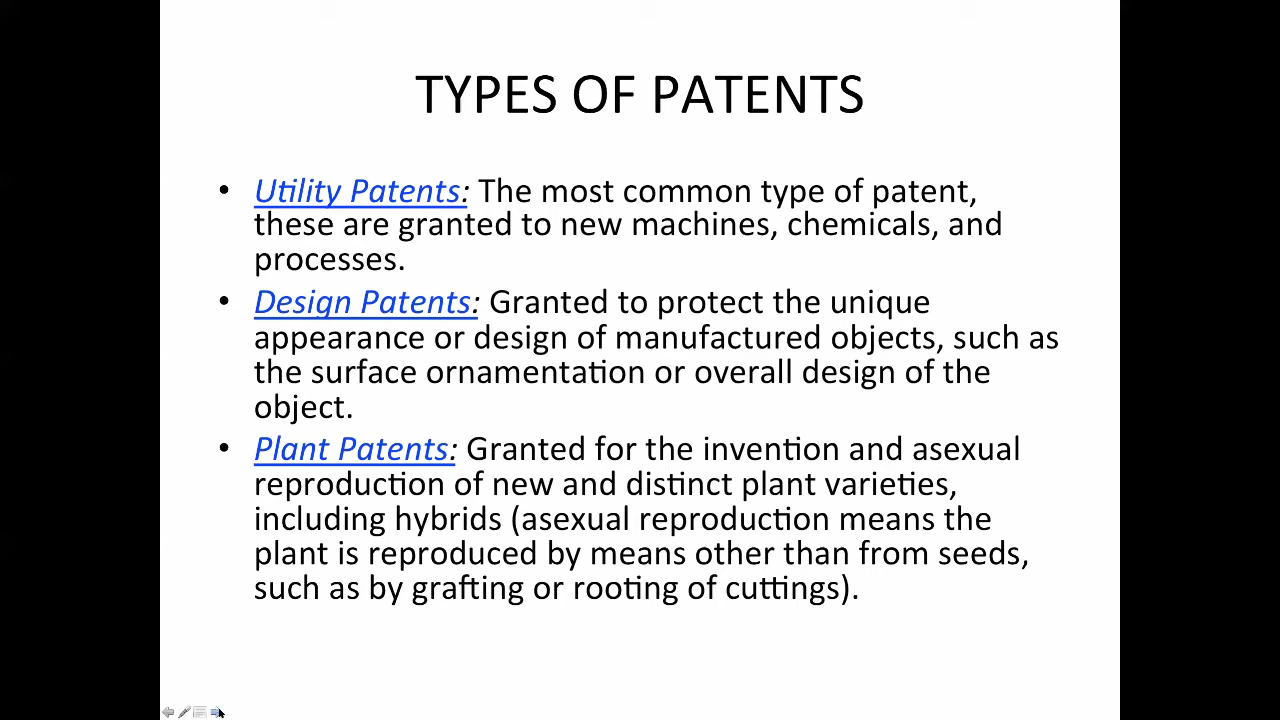 TYPES OF PATENTS
• Utility Patents: The most common type of patent,
these are granted to new machines, chemicals, and
processes.
• Design Patents: Granted to protect the unique
appearance or design of manufactured objects, such as
the surface ornamentation or overall design of the
object.
• Plant Patents: Granted for the invention and asexual
reproduction of new and distinct plant varieties,
including hybrids (asexual reproduction means the
plant is reproduced by means other than from seeds,
such as by grafting or rooting of cuttings).